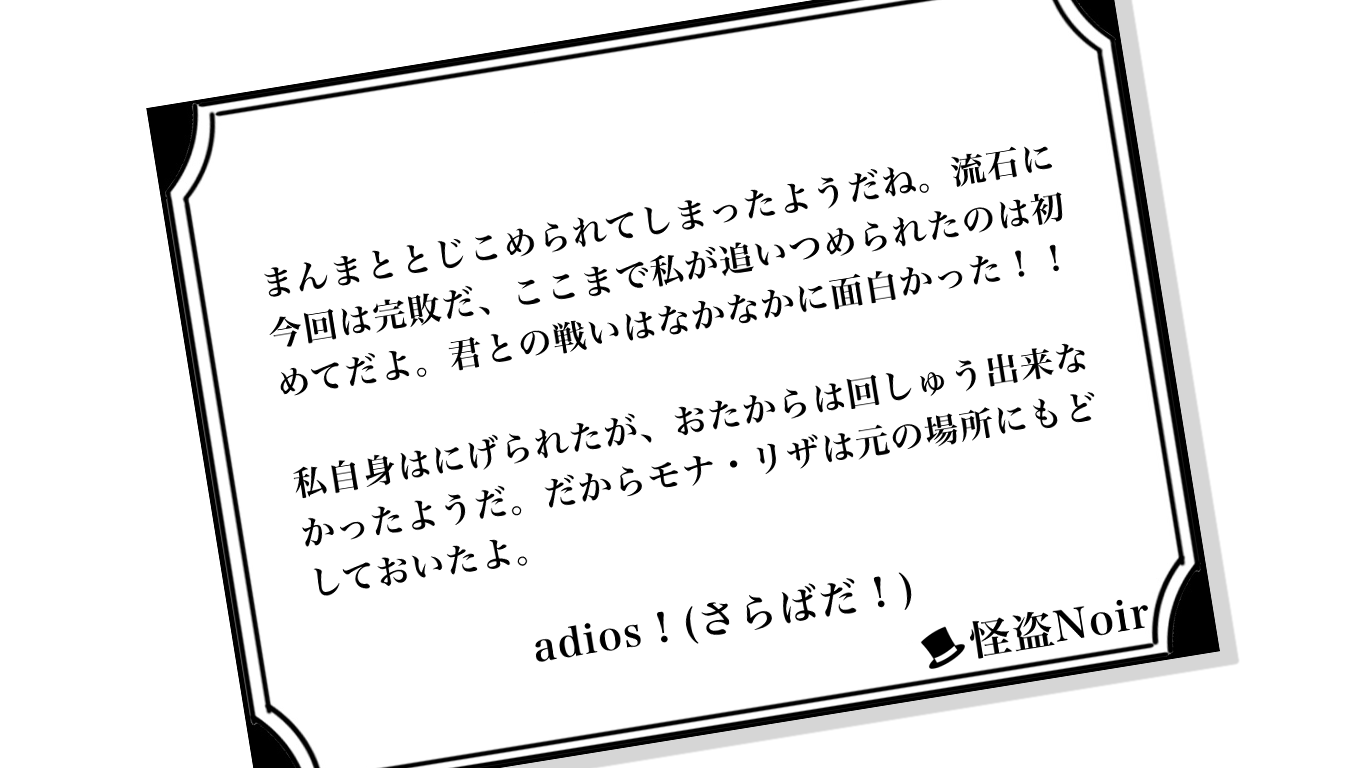 まんまととじこめられてしまったようだね。流石に
今回は完敗だ、ここまで私が追いつめられたのは初
めてだよ。君との戦いはなかなかに面白かった！！
私自身はにげられたが、おたからは回しゅう出来な
かったようだ。だからモナ・リザは元の場所にもど
しておいたよ。
adios！(さらばだ！)
怪盗Noir